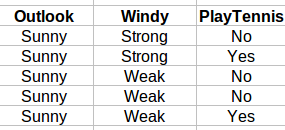 Outlook Windy PlayTennis
Sunny Strong No
Sunny Strong Yes
Sunny Weak No
Sunny Weak No
Sunny Weak Yes